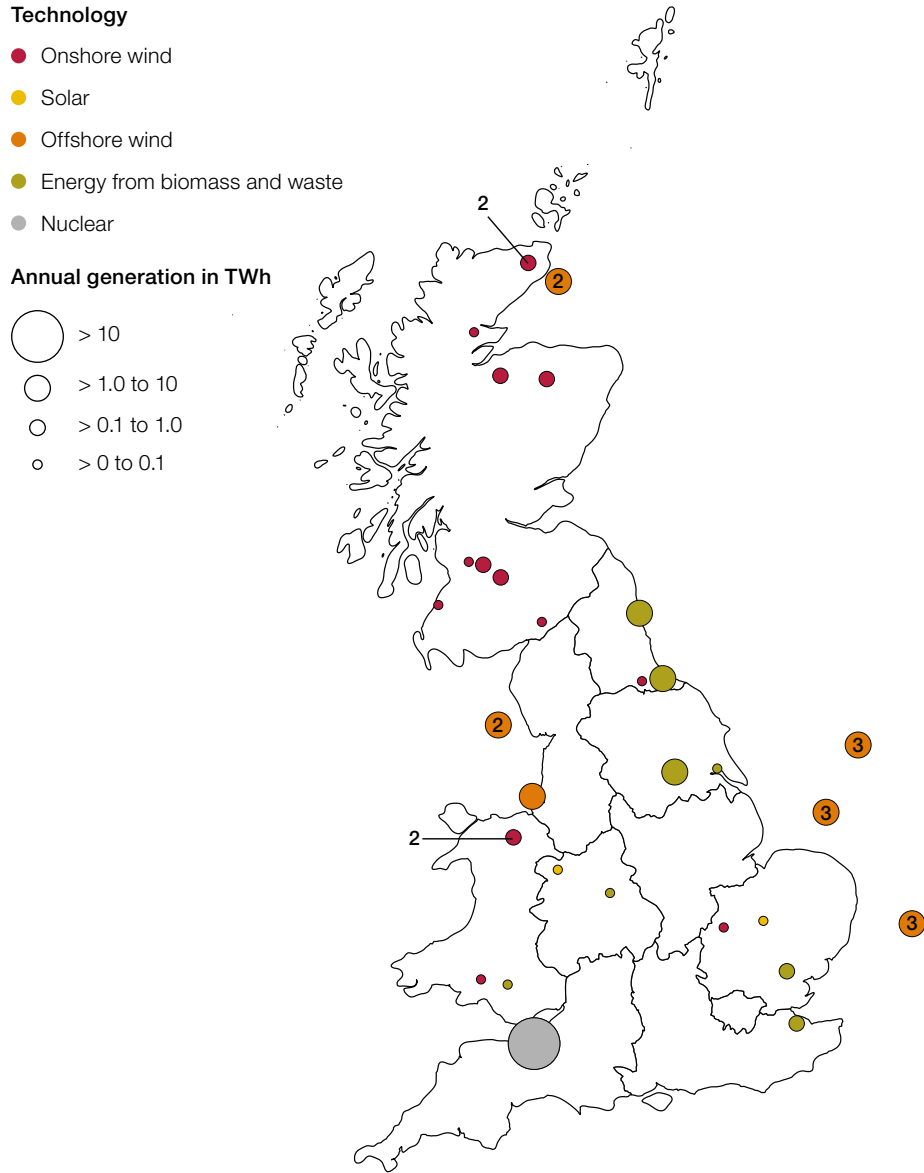 Technology
Onshore wind
Solar
Offshore wind
Energy from biomass and waste
Nuclear
Annual generation in TWh
> 10
> 1.0 to 10
> 0.1 to 1.0
> 0 to 0.1
2
2
2
3
3
2
3